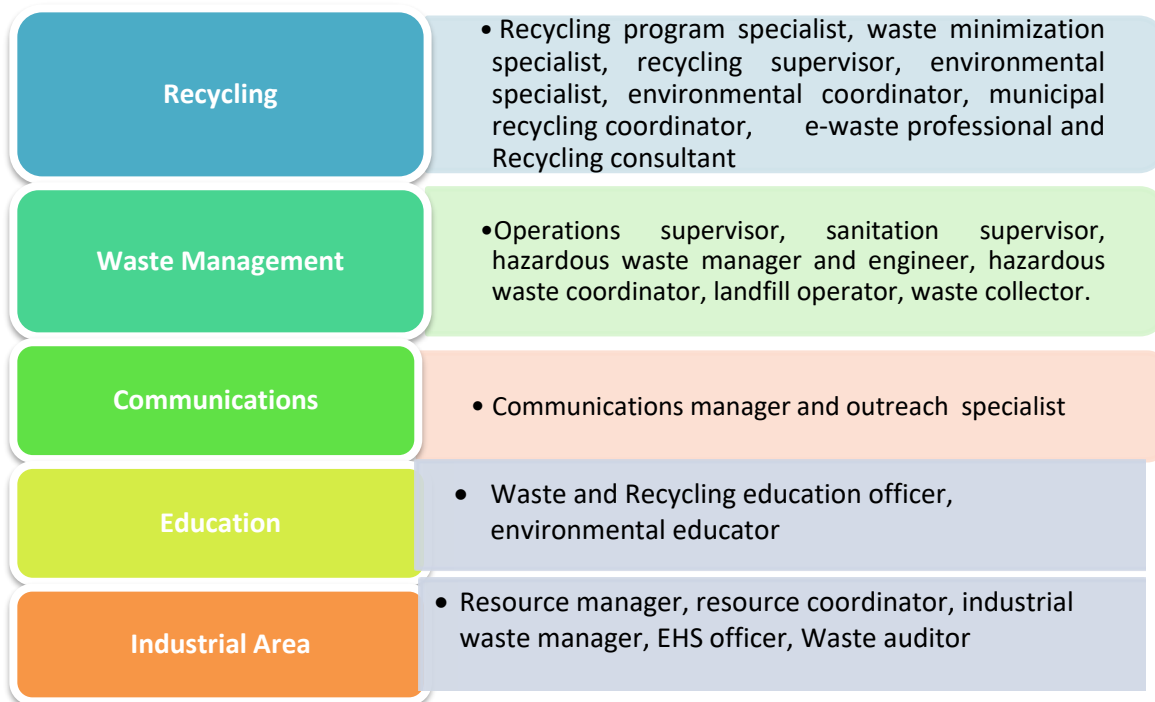 Recycling
• Recycling program specialist, waste minimization
specialist, recycling supervisor, environmental
specialist, environmental coordinator, municipal
recycling coordinator, e-waste professional and
Recycling consultant
Waste Management
•Operations supervisor, sanitation supervisor,
hazardous waste manager and engineer, hazardous
waste coordinator, landfill operator, waste collector.
Communications
• Communications manager and outreach specialist
Education
• Waste and Recycling education officer,
environmental educator
Industrial Area
• Resource manager, resource coordinator, industrial
waste manager, EHS officer, Waste auditor